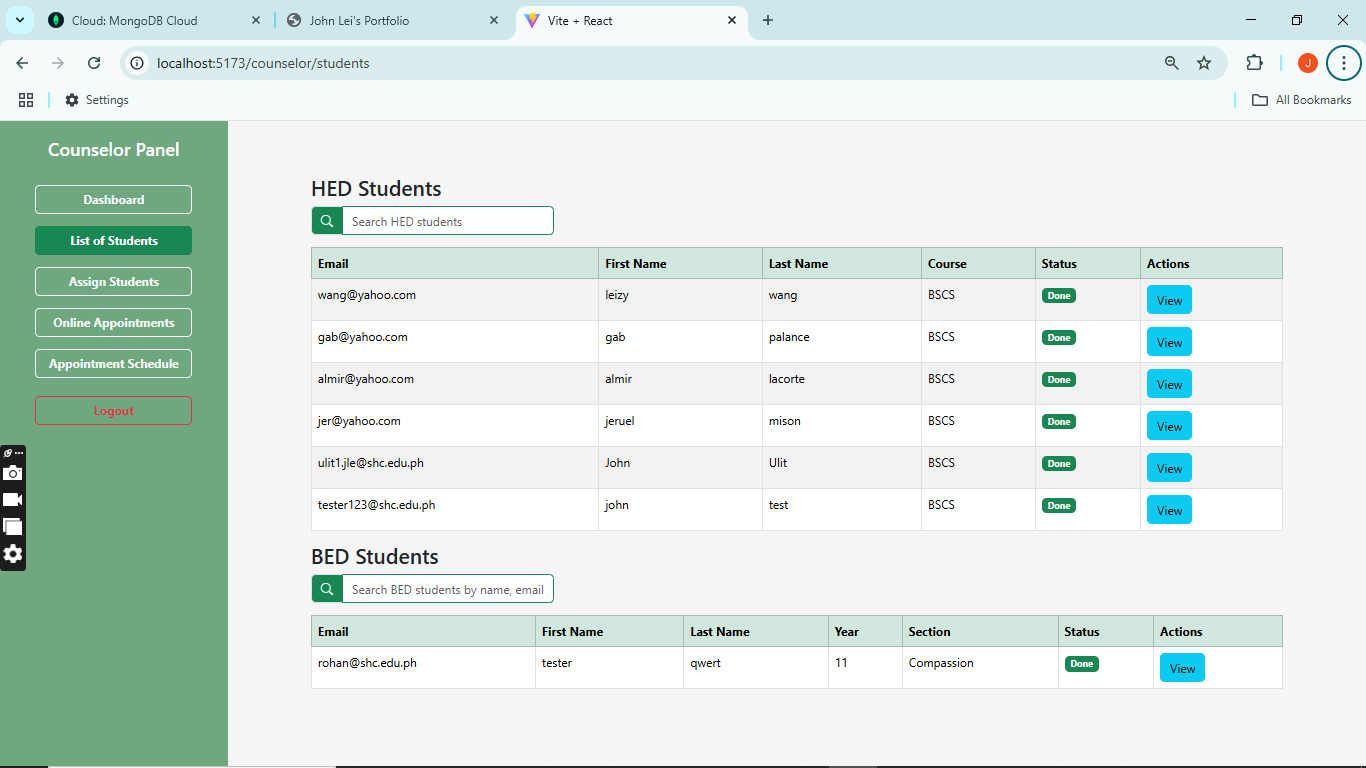 Cloud: MongoDB Cloud John Lei's Portfolio Vite + React
localhost:5173/counselor/students J
Settings All Bookmarks
Counselor Panel
Dashboard
List of Students
Assign Students
Online Appointments
Appointment Schedule
Logout
HED Students
Search HED students
Email First Name Last Name Course Status Actions
wang@yahoo.com leizy wang BSCS Done View
gab@yahoo.com gab palance BSCS Done View
almir@yahoo.com almir lacorte BSCS Done View
jer@yahoo.com jeruel mison BSCS Done View
ulit1.jle@shc.edu.ph John Ulit BSCS Done View
tester123@shc.edu.ph john test BSCS Done View
BED Students
Search BED students by name, email
Email First Name Last Name Year Section Status Actions
rohan@shc.edu.ph tester qwert 11 Compassion Done View